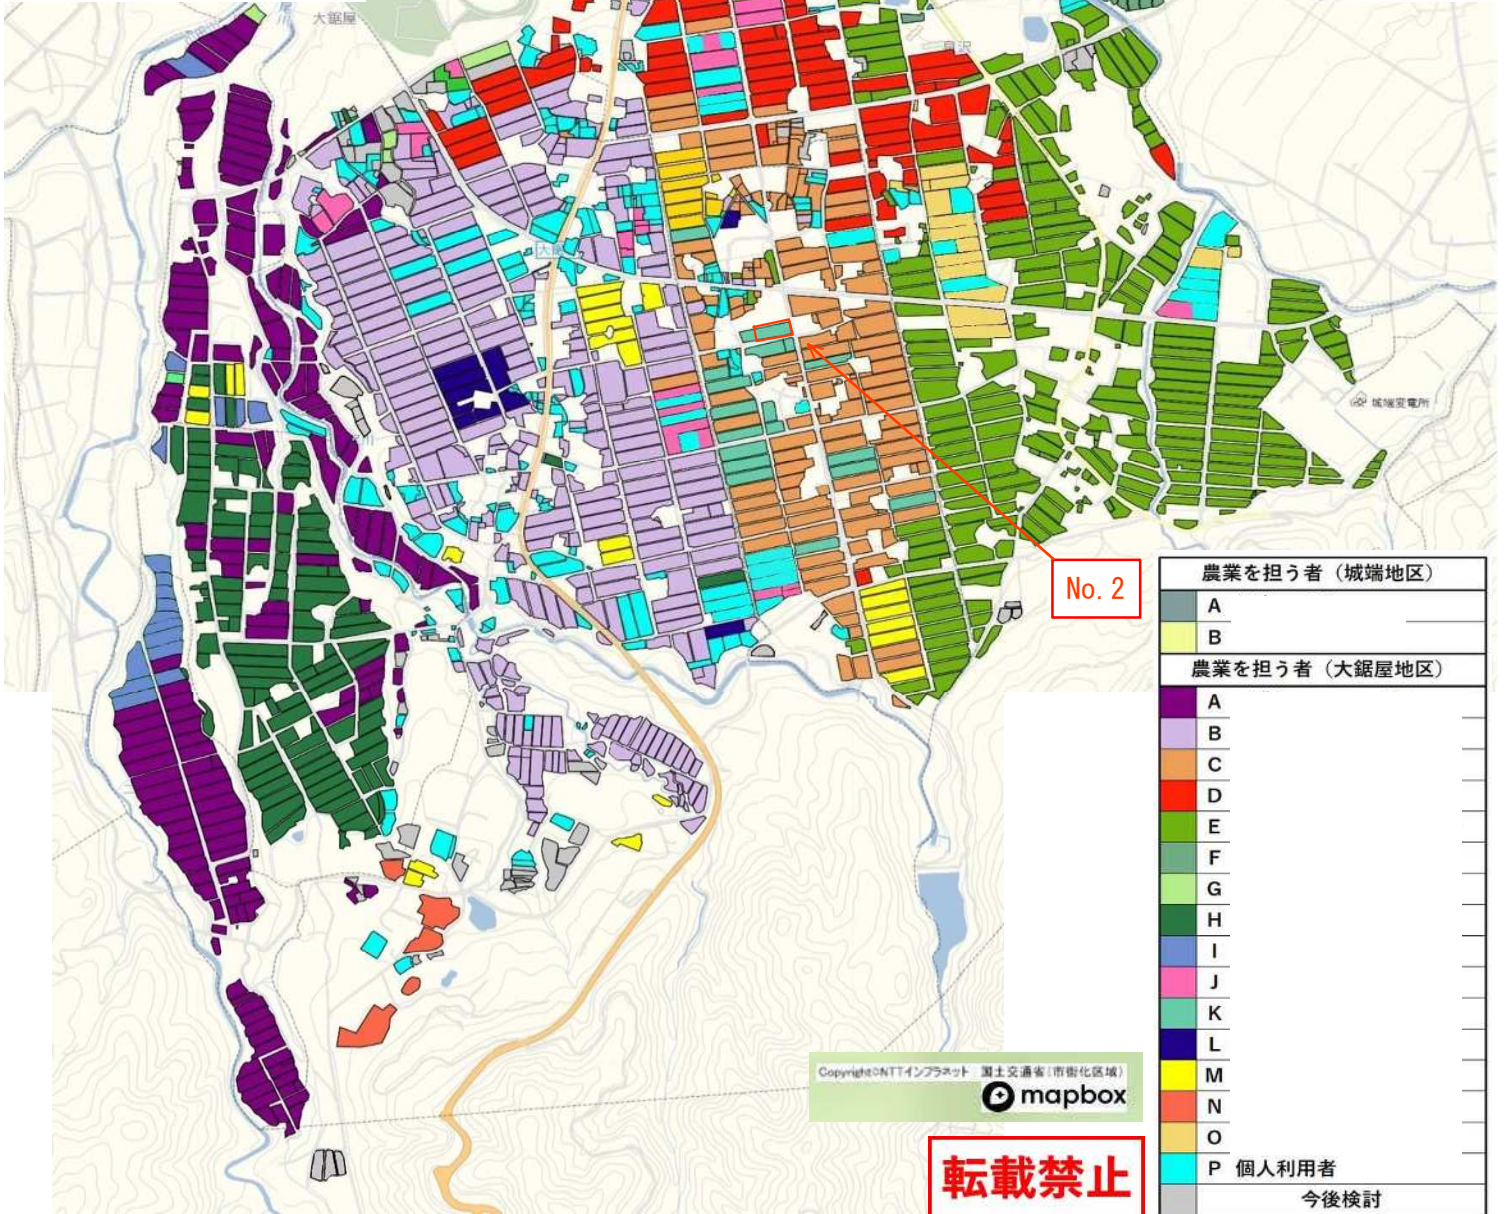 大鋸屋
大鋸
城端変電所
No. 2
農業を担う者（城端地区）
A
B
農業を担う者（大鋸屋地区）
A
B
C
D
E
F
G
H
I
J
K
L
M
N
O
P 個人利用者
今後検討
Copyright©NTTインフラネット 国土交通省(市街化区域)
mapbox
転載禁止